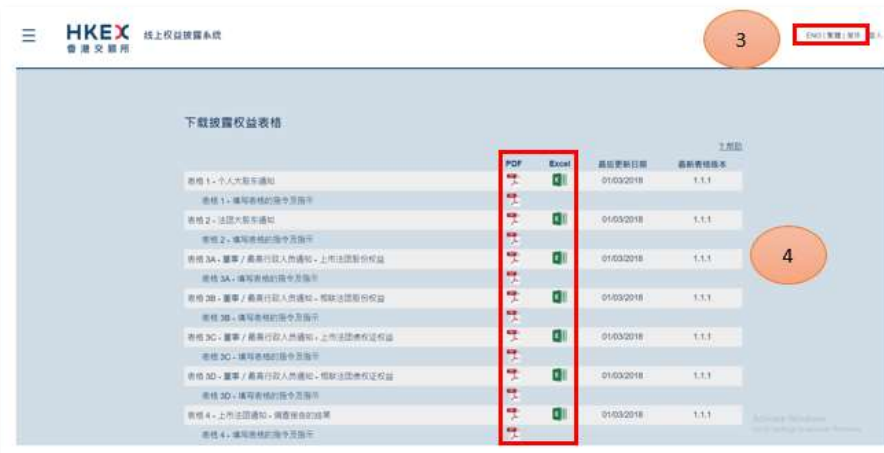 HKEX 线上权益披露系统
香港交易所
3
ENG | 繁體 | 简体
下载披露权益表格
PDF Excel 最后更新日期 最新表格版本
表格 1 - 个人大股东通知 01/03/2018 1.1.1
表格 1 - 填写表格的指令及指示
表格 2 - 法团大股东通知 01/03/2018 1.1.1
表格 2 - 填写表格的指令及指示
表格 3A - 董事 / 最高行政人员通知 - 上市法团股份权益 01/03/2018 1.1.1
4
表格 3A - 填写表格的指令及指示
表格 3B - 董事 / 最高行政人员通知 - 相联法团股份权益 01/03/2018 1.1.1
表格 3B - 填写表格的指令及指示
表格 3C - 董事 / 最高行政人员通知 - 上市法团债权证权益 01/03/2018 1.1.1
表格 3C - 填写表格的指令及指示
表格 3D - 董事 / 最高行政人员通知 - 相联法团债权证权益 01/03/2018 1.1.1
表格 3D - 填写表格的指令及指示
表格 4 - 上市法团通知 - 调查报告的结果 01/03/2018 1.1.1
表格 4 - 填写表格的指令及指示
Activate Windows